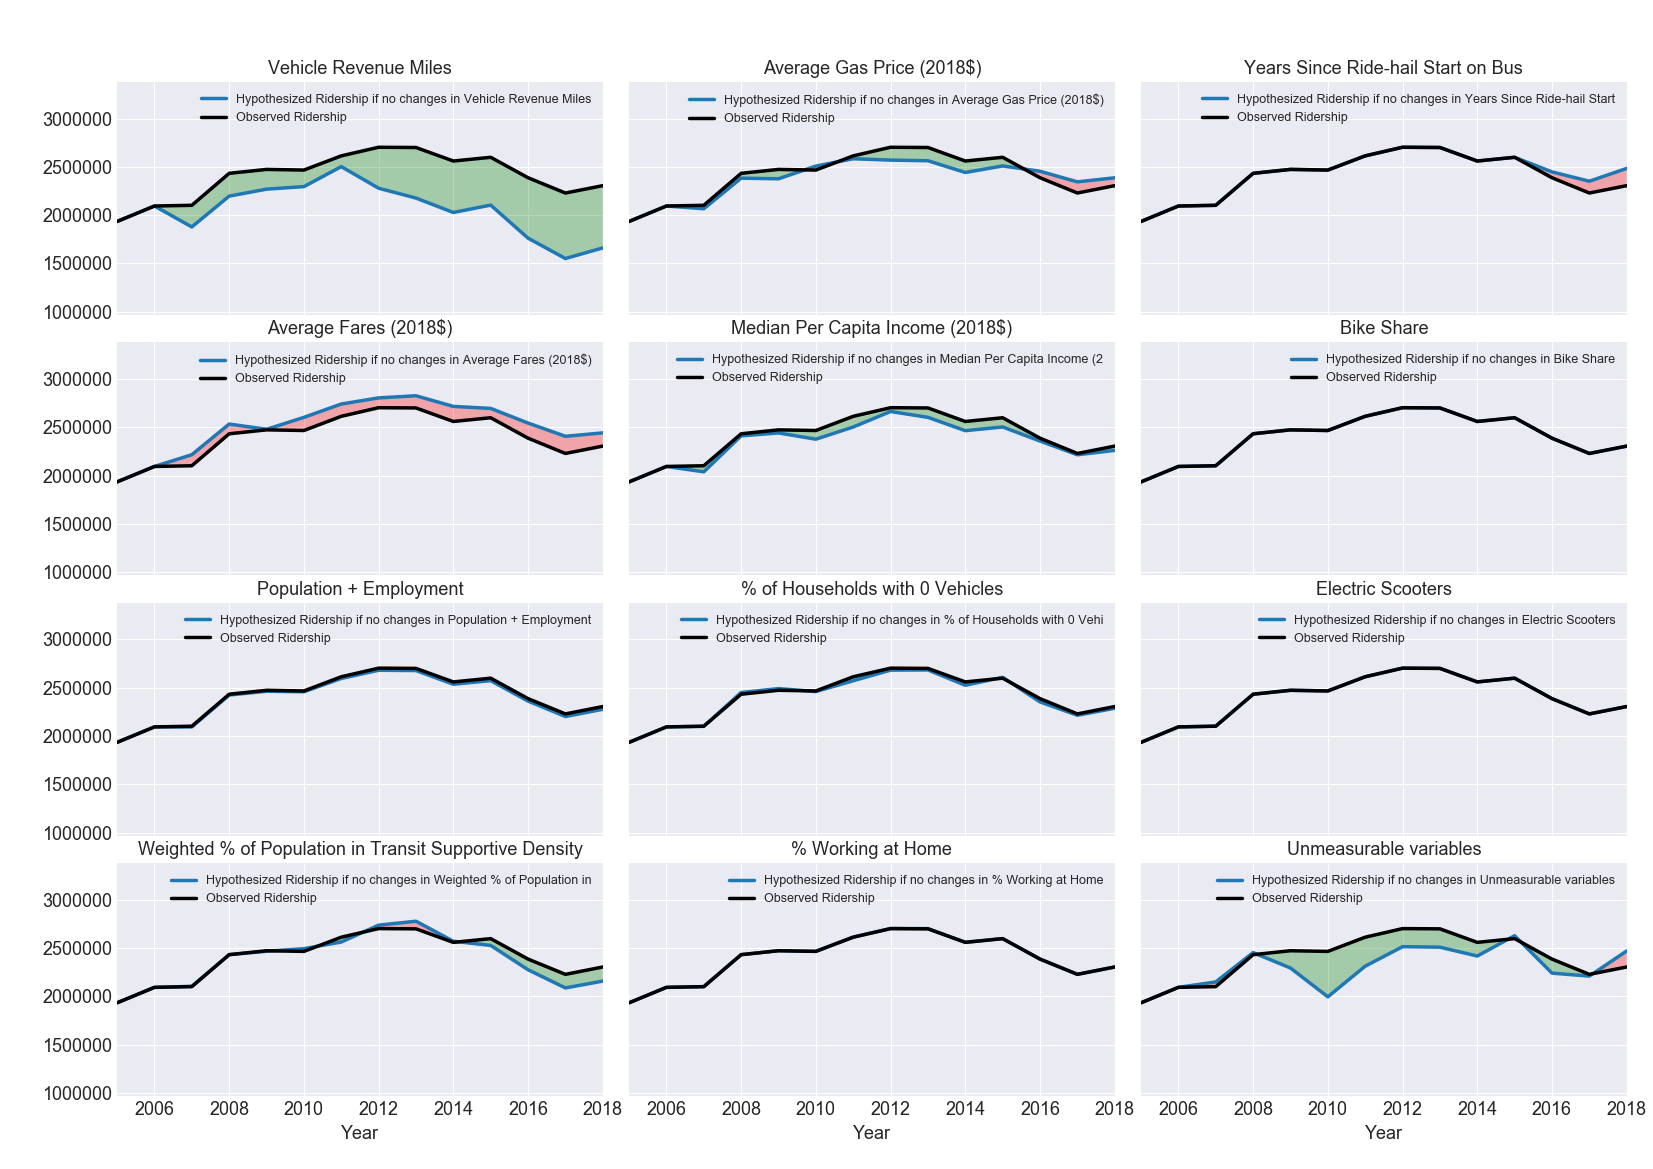 Vehicle Revenue Miles
Hypothesized Ridership if no changes in Vehicle Revenue Miles
Observed Ridership
3000000
2500000
2000000
1500000
1000000
Average Gas Price (2018$)
Hypothesized Ridership if no changes in Average Gas Price (2018$)
Observed Ridership
Years Since Ride-hail Start on Bus
Hypothesized Ridership if no changes in Years Since Ride-hail Start
Observed Ridership
Average Fares (2018$)
Hypothesized Ridership if no changes in Average Fares (2018$)
Observed Ridership
3000000
2500000
2000000
1500000
1000000
Median Per Capita Income (2018$)
Hypothesized Ridership if no changes in Median Per Capita Income (2
Observed Ridership
Bike Share
Hypothesized Ridership if no changes in Bike Share
Observed Ridership
Population + Employment
Hypothesized Ridership if no changes in Population + Employment
Observed Ridership
3000000
2500000
2000000
1500000
1000000
% of Households with 0 Vehicles
Hypothesized Ridership if no changes in % of Households with 0 Vehi
Observed Ridership
Electric Scooters
Hypothesized Ridership if no changes in Electric Scooters
Observed Ridership
Weighted % of Population in Transit Supportive Density
Hypothesized Ridership if no changes in Weighted % of Population in
Observed Ridership
3000000
2500000
2000000
1500000
1000000
2006 2008 2010 2012 2014 2016 2018
Year
% Working at Home
Hypothesized Ridership if no changes in % Working at Home
Observed Ridership
2006 2008 2010 2012 2014 2016 2018
Year
Unmeasurable variables
Hypothesized Ridership if no changes in Unmeasurable variables
Observed Ridership
2006 2008 2010 2012 2014 2016 2018
Year